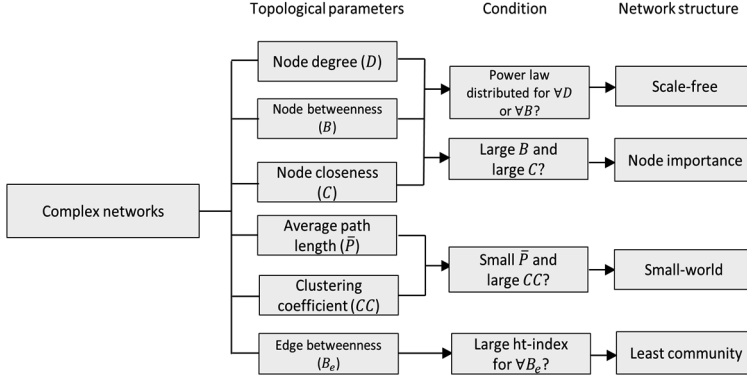 Topological parameters
Condition
Network structure
Complex networks
Node degree (D)
Node betweenness
(B)
Node closeness
(C)
Average path
length (P̄)
Clustering
coefficient (CC)
Edge betweenness
(Bₑ)
Power law
distributed for ∀D
or ∀B?
Large B and
large C?
Small P̄ and
large CC?
Large ht-index
for ∀Bₑ?
Scale-free
Node importance
Small-world
Least community